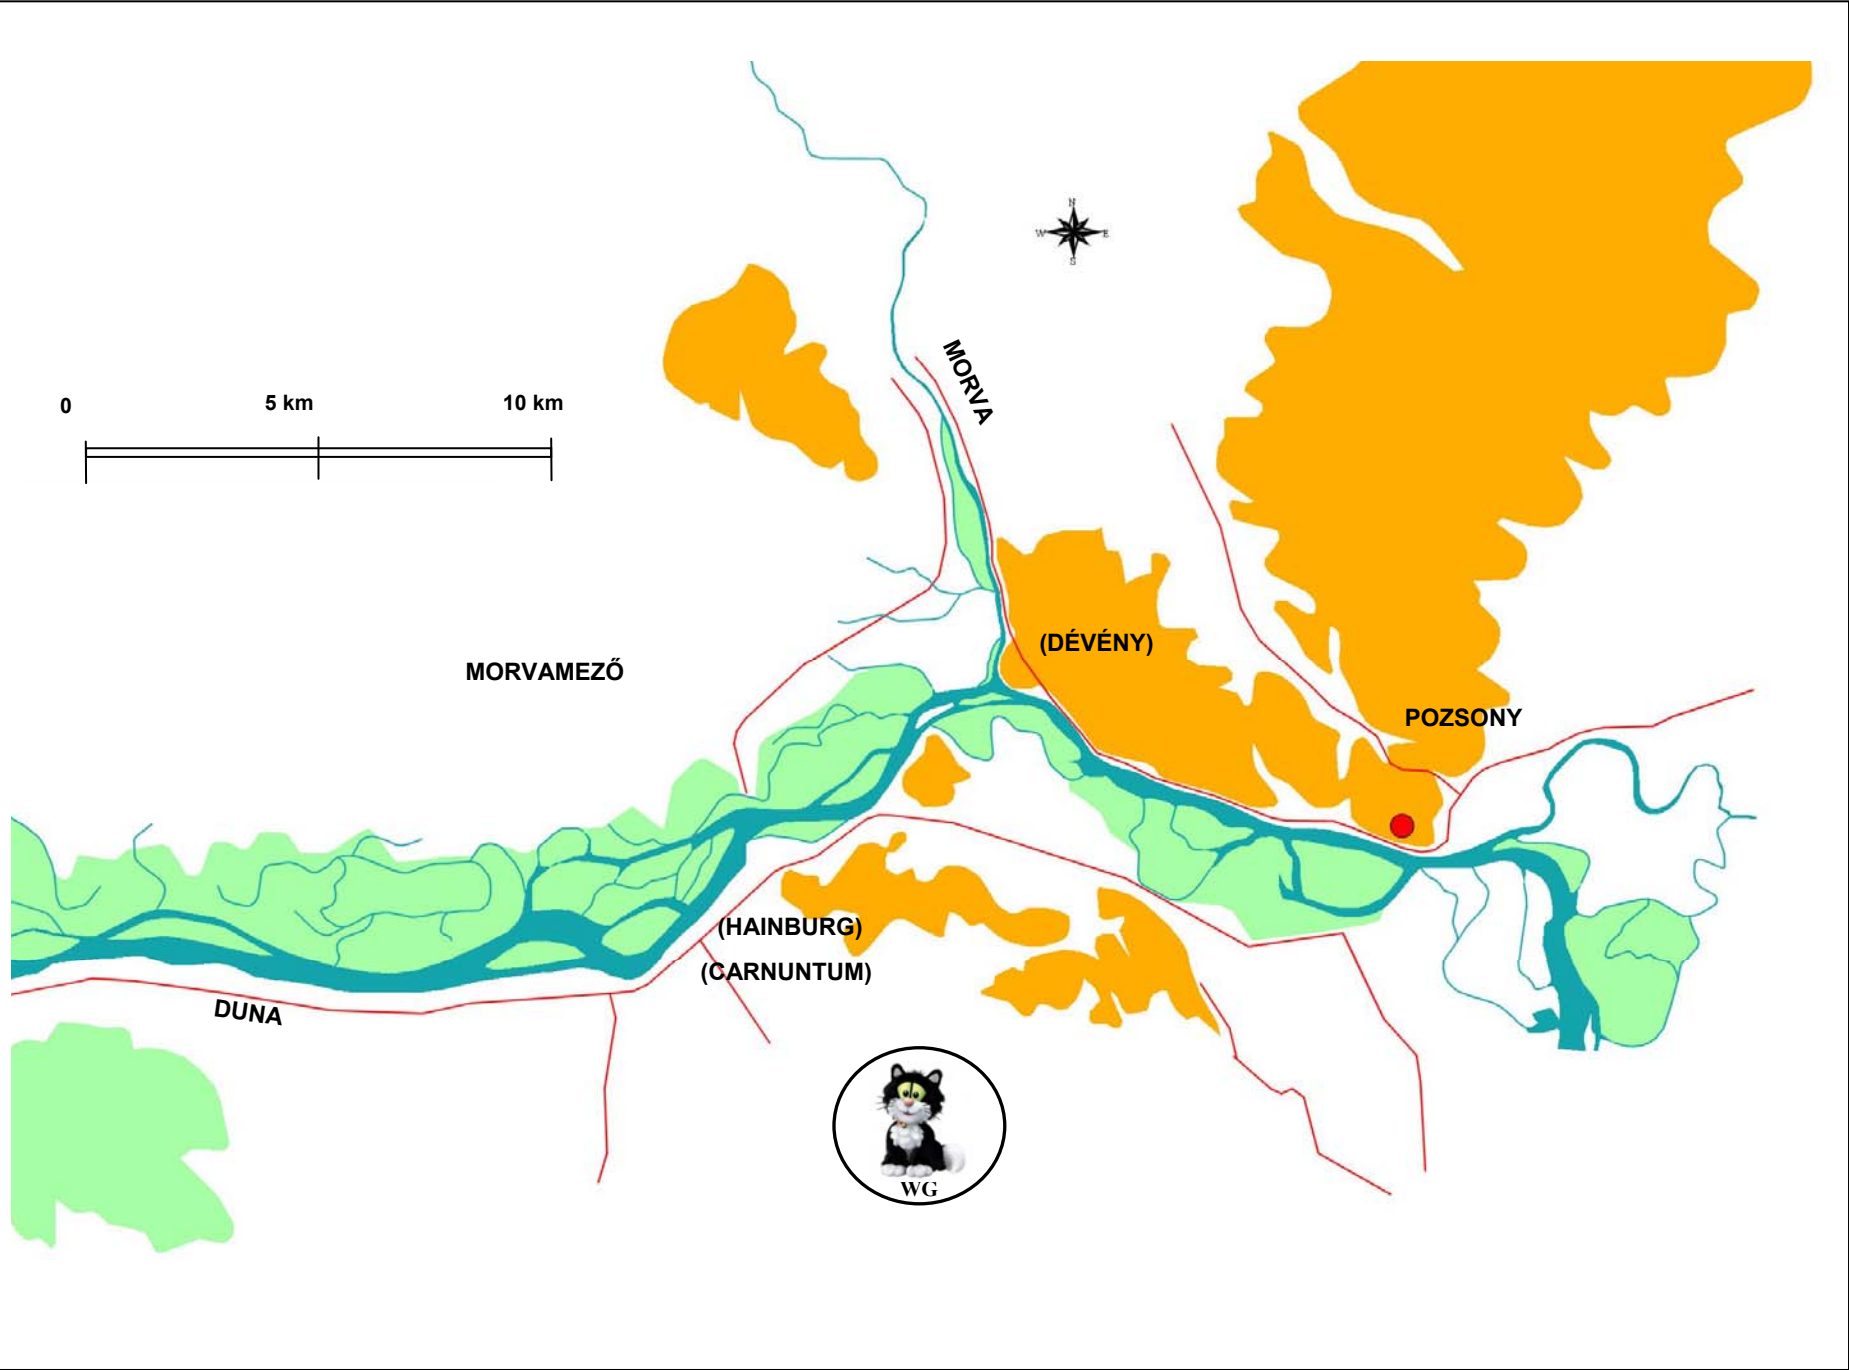 N
W E
S
MORVA
0 5 km 10 km
(DÉVÉNY)
MORVAMEZŐ
POZSONY
(HAINBURG)
(CARNUNTUM)
DUNA
WG